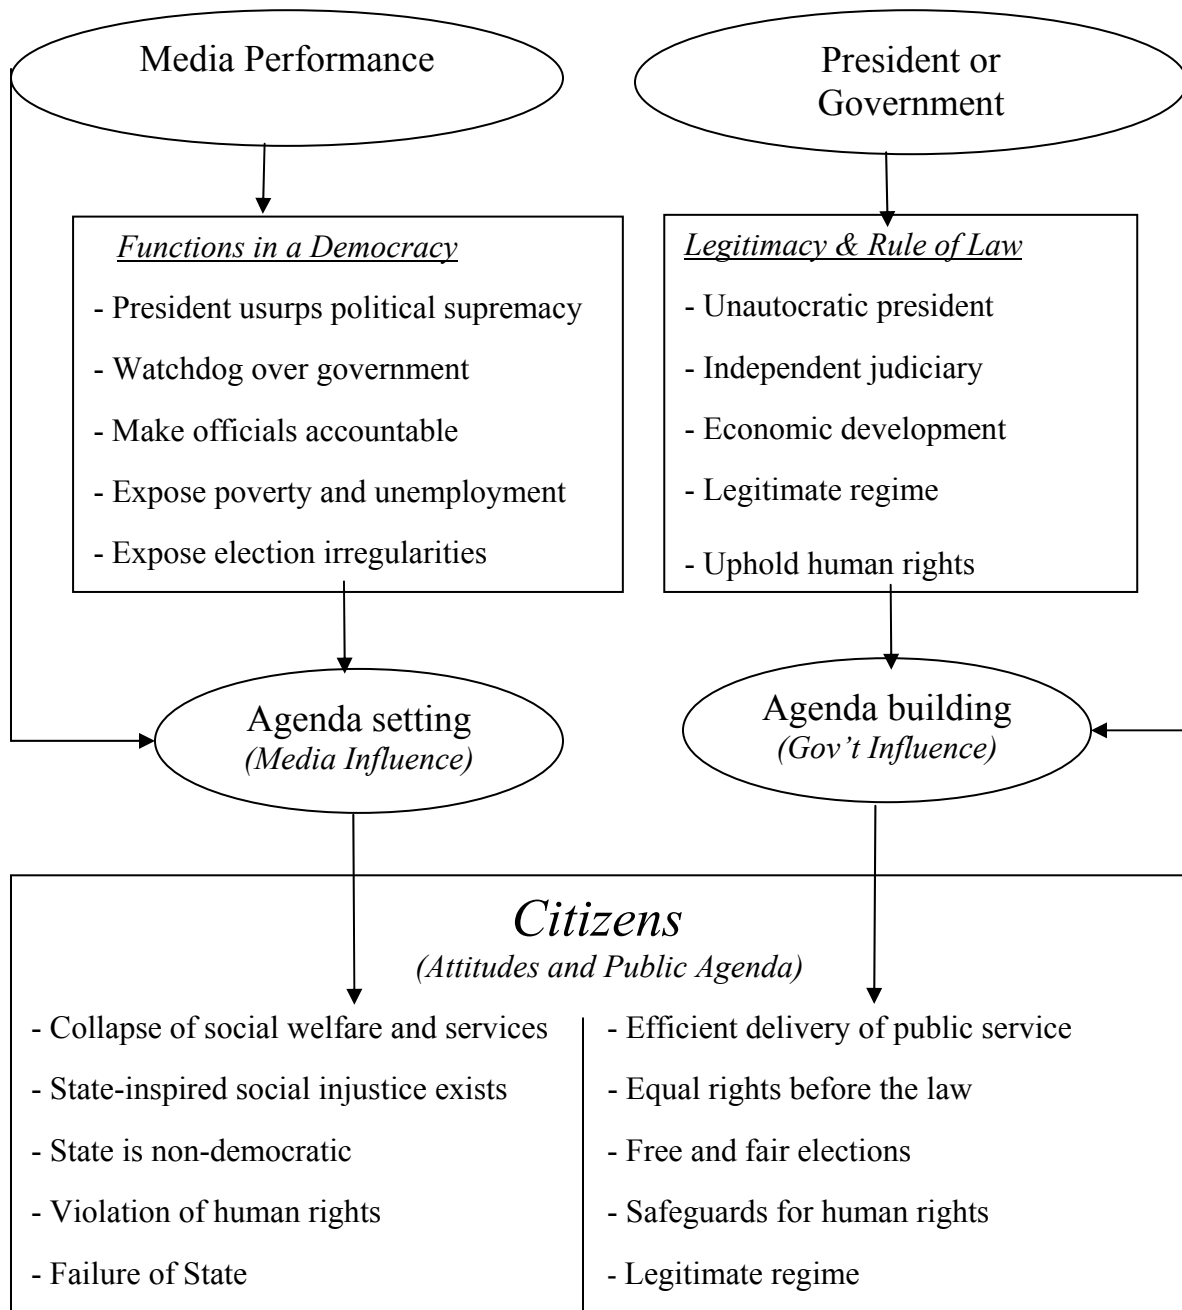 Media Performance
President or
Government
Functions in a Democracy
- President usurps political supremacy
- Watchdog over government
- Make officials accountable
- Expose poverty and unemployment
- Expose election irregularities
Legitimacy & Rule of Law
- Unautocratic president
- Independent judiciary
- Economic development
- Legitimate regime
- Uphold human rights
Agenda setting
(Media Influence)
Agenda building
(Gov’t Influence)
Citizens
(Attitudes and Public Agenda)
- Collapse of social welfare and services
- State-inspired social injustice exists
- State is non-democratic
- Violation of human rights
- Failure of State
- Efficient delivery of public service
- Equal rights before the law
- Free and fair elections
- Safeguards for human rights
- Legitimate regime